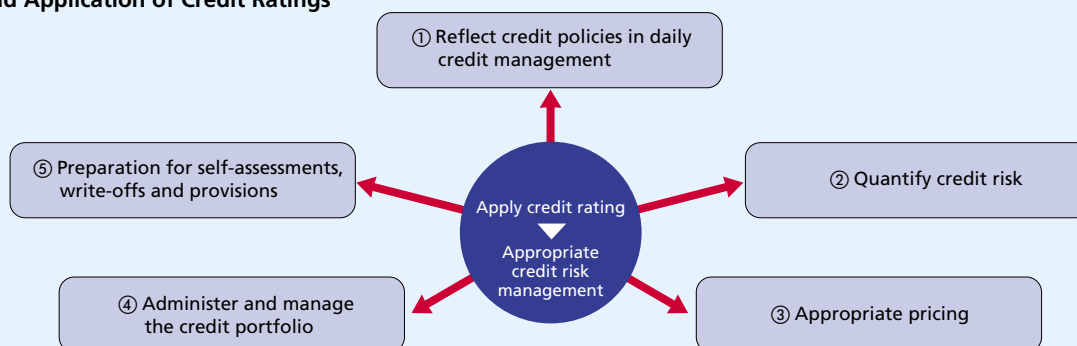 Application of Credit Ratings
① Reflect credit policies in daily
credit management
⑤ Preparation for self-assessments,
write-offs and provisions
② Quantify credit risk
Apply credit rating
Appropriate
credit risk
management
④ Administer and manage
the credit portfolio
③ Appropriate pricing